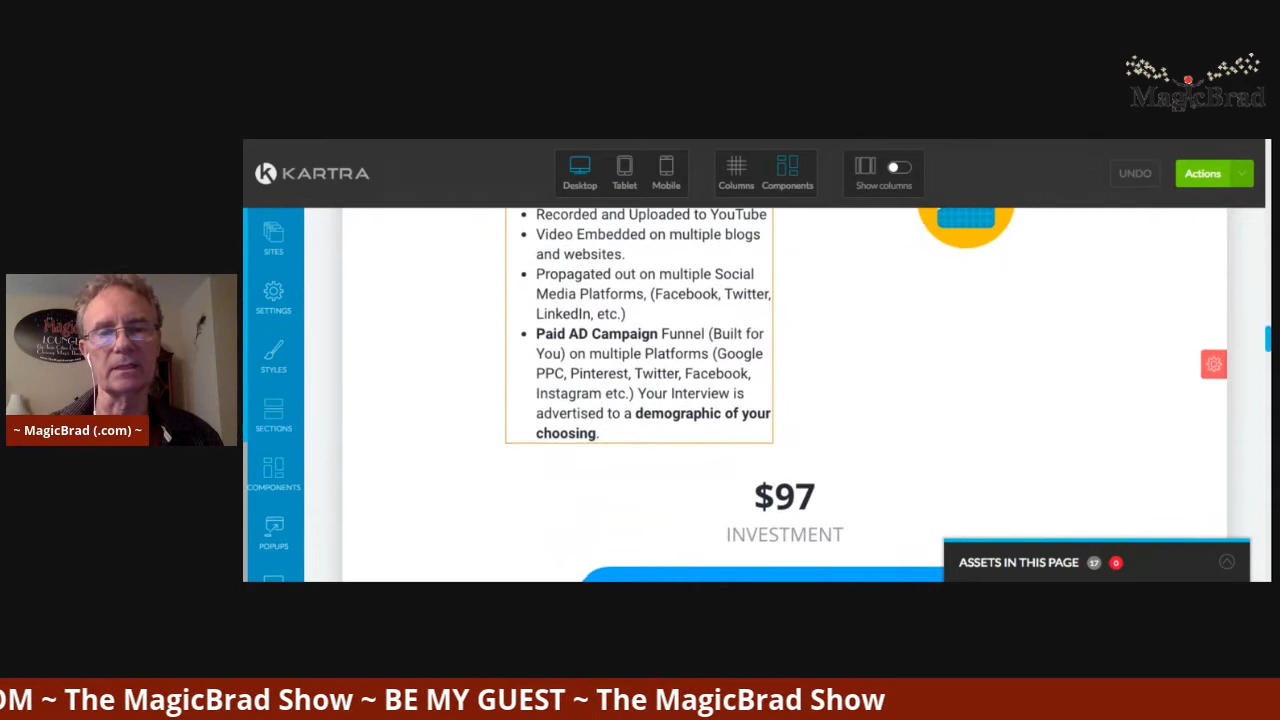 MagicBrad
KARTRA
Desktop
Tablet
Mobile
Columns
Components
Show columns
UNDO
Actions
SITES
SETTINGS
STYLES
SECTIONS
COMPONENTS
POPUPS
• Recorded and Uploaded to YouTube
• Video Embedded on multiple blogs
and websites.
• Propagated out on multiple Social
Media Platforms, (Facebook, Twitter,
LinkedIn, etc.)
• Paid AD Campaign Funnel (Built for
You) on multiple Platforms (Google
PPC, Pinterest, Twitter, Facebook,
Instagram etc.) Your Interview is
advertised to a demographic of your
choosing.
$97
INVESTMENT
ASSETS IN THIS PAGE 17 0
Magic
LOUNGE
~ MagicBrad (.com) ~
OM ~ The MagicBrad Show ~ BE MY GUEST ~ The MagicBrad Show